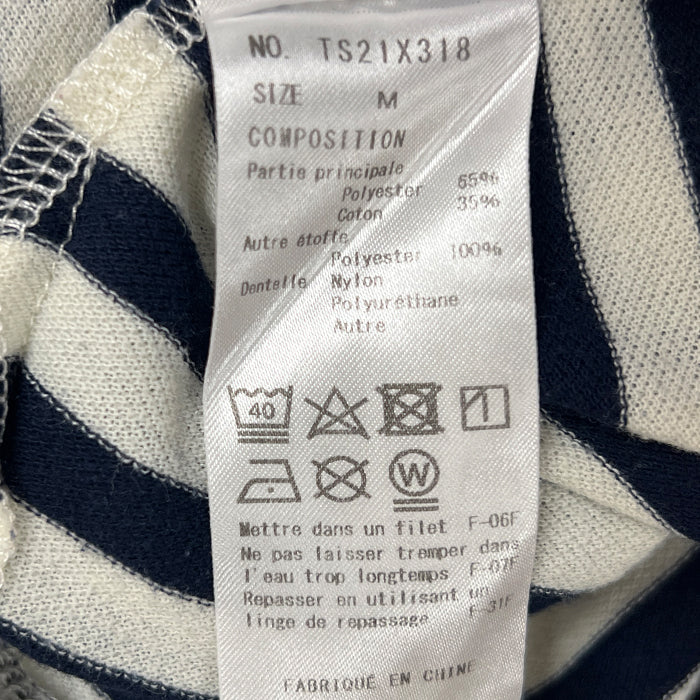 NO. TS21X318
SIZE M
COMPOSITION
Partie principale
Polyester 65%
Coton 35%
Autre étoffe
Polyester 100%
Dentelle Nylon
Polyuréthane
Autre
40
W
Mettre dans un filet F-06F
Ne pas laisser tremper dans
l'eau trop longtemps F-07F
Repasser en utilisant un
linge de repassage F-31F
FABRIQUÉ EN CHINE